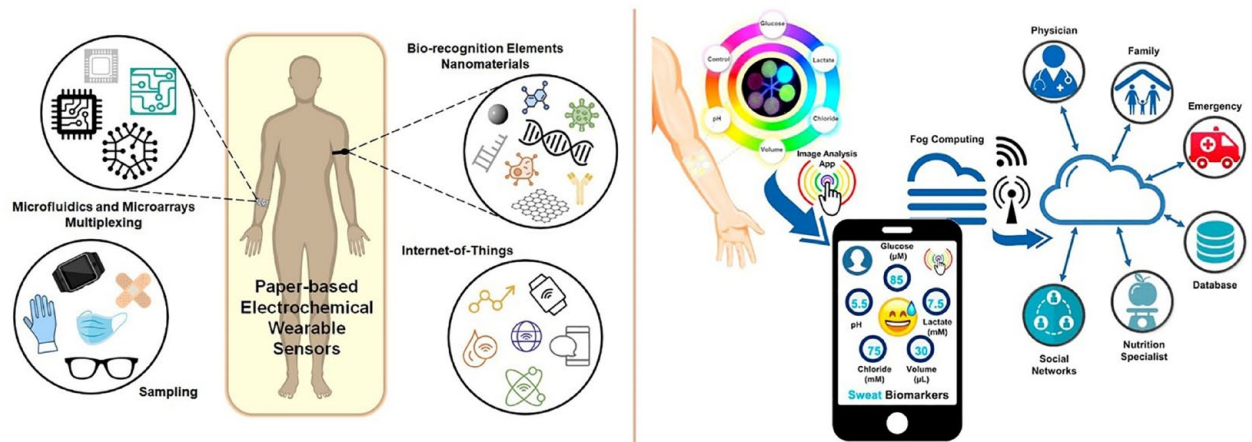 Bio-recognition Elements
Nanomaterials
Microfluidics and Microarrays
Multiplexing
Internet-of-Things
Paper-based
Electrochemical
Wearable
Sensors
Sampling
Glucose
Control
Lactate
pH
Chloride
Volume
Image Analysis
App
Glucose
(µM)
85
5.5
7.5
pH
Lactate
(mM)
75
30
Chloride
(mM)
Volume
(µL)
Sweat Biomarkers
Fog Computing
Physician
Family
Emergency
Database
Nutrition
Specialist
Social
Networks